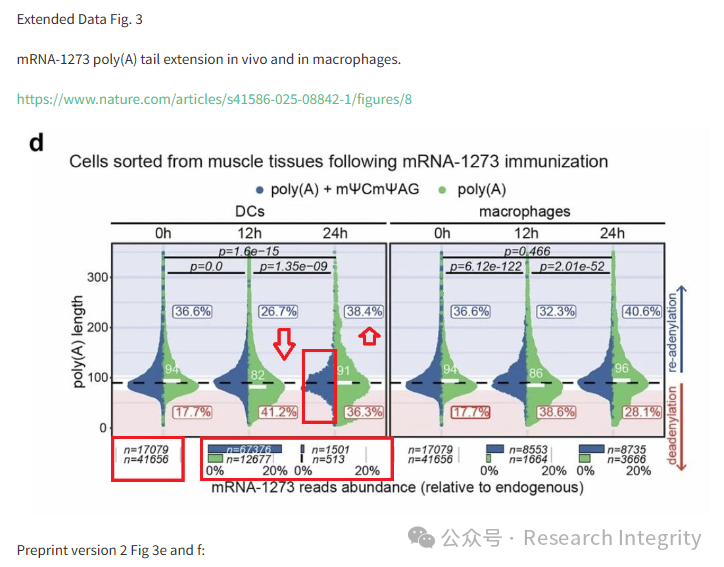 Extended Data Fig. 3
mRNA-1273 poly(A) tail extension in vivo and in macrophages.
https://www.nature.com/articles/s41586-025-08842-1/figures/8
d
Cells sorted from muscle tissues following mRNA-1273 immunization
poly(A) + mΨCmΨAG poly(A)
DCs macrophages
0h 12h 24h 0h 12h 24h
p=1.6e-15 p=0.466
p=0.0 p=1.35e-09 p=6.12e-122 p=2.01e-52
300
36.6% 26.7% 38.4% 36.6% 32.3% 40.6%
200
94 82 91 94 86 96
100
17.7% 41.2% 36.3% 17.7% 38.6% 28.1%
0
poly(A) length
re-adenylation
deadenylation
n=17079 n=67376 n=1501 n=17079 n=8553 n=8735
n=41656 n=12677 n=513 n=41656 n=1664 n=3666
0% 20% 0% 20% 0% 20% 0% 20%
mRNA-1273 reads abundance (relative to endogenous)
公众号 · Research Integrity
Preprint version 2 Fig 3e and f: